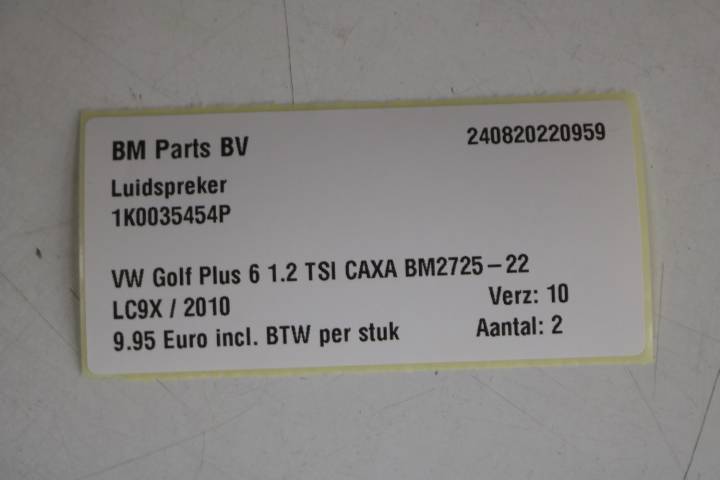 BM Parts BV 240820220959
Luidspreker
1K0035454P
VW Golf Plus 6 1.2 TSI CAXA BM2725-22
LC9X / 2010 Verz: 10
9.95 Euro incl. BTW per stuk Aantal: 2